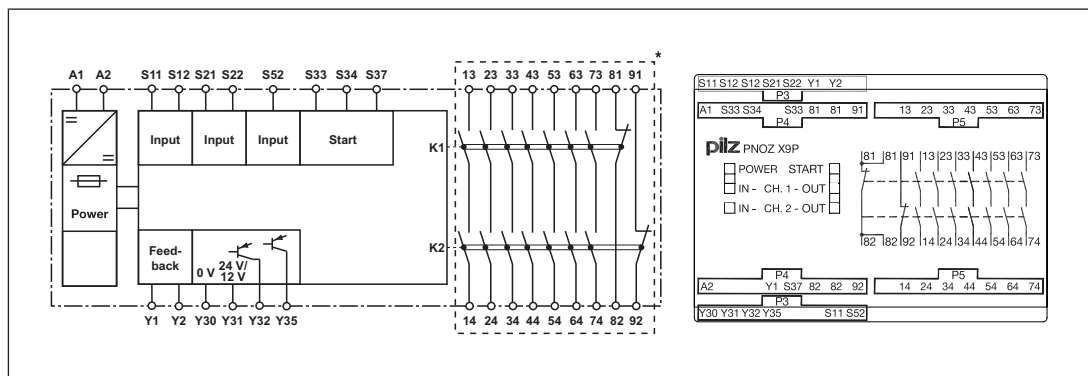 *
A1 A2 S11 S12 S21 S22 S52 S33 S34 S37 13 23 33 43 53 63 73 81 91
Input Input Input Start
K1
Power
K2
Feed-
back
0 V 24 V/
12 V
Y1 Y2 Y30 Y31 Y32 Y35 14 24 34 44 54 64 74 82 92
S11 S12 S12 S21 S22 Y1 Y2
P3
A1 S33 S34 S33 81 81 91 13 23 33 43 53 63 73
P4 P5
pilz PNOZ X9P
POWER START
IN - CH. 1 - OUT
IN - CH. 2 - OUT
81 81 91 13 23 33 43 53 63 73
82 82 92 14 24 34 44 54 64 74
P4 P5
A2 Y1 S37 82 82 92 14 24 34 44 54 64 74
P3
Y30 Y31 Y32 Y35 S11 S52